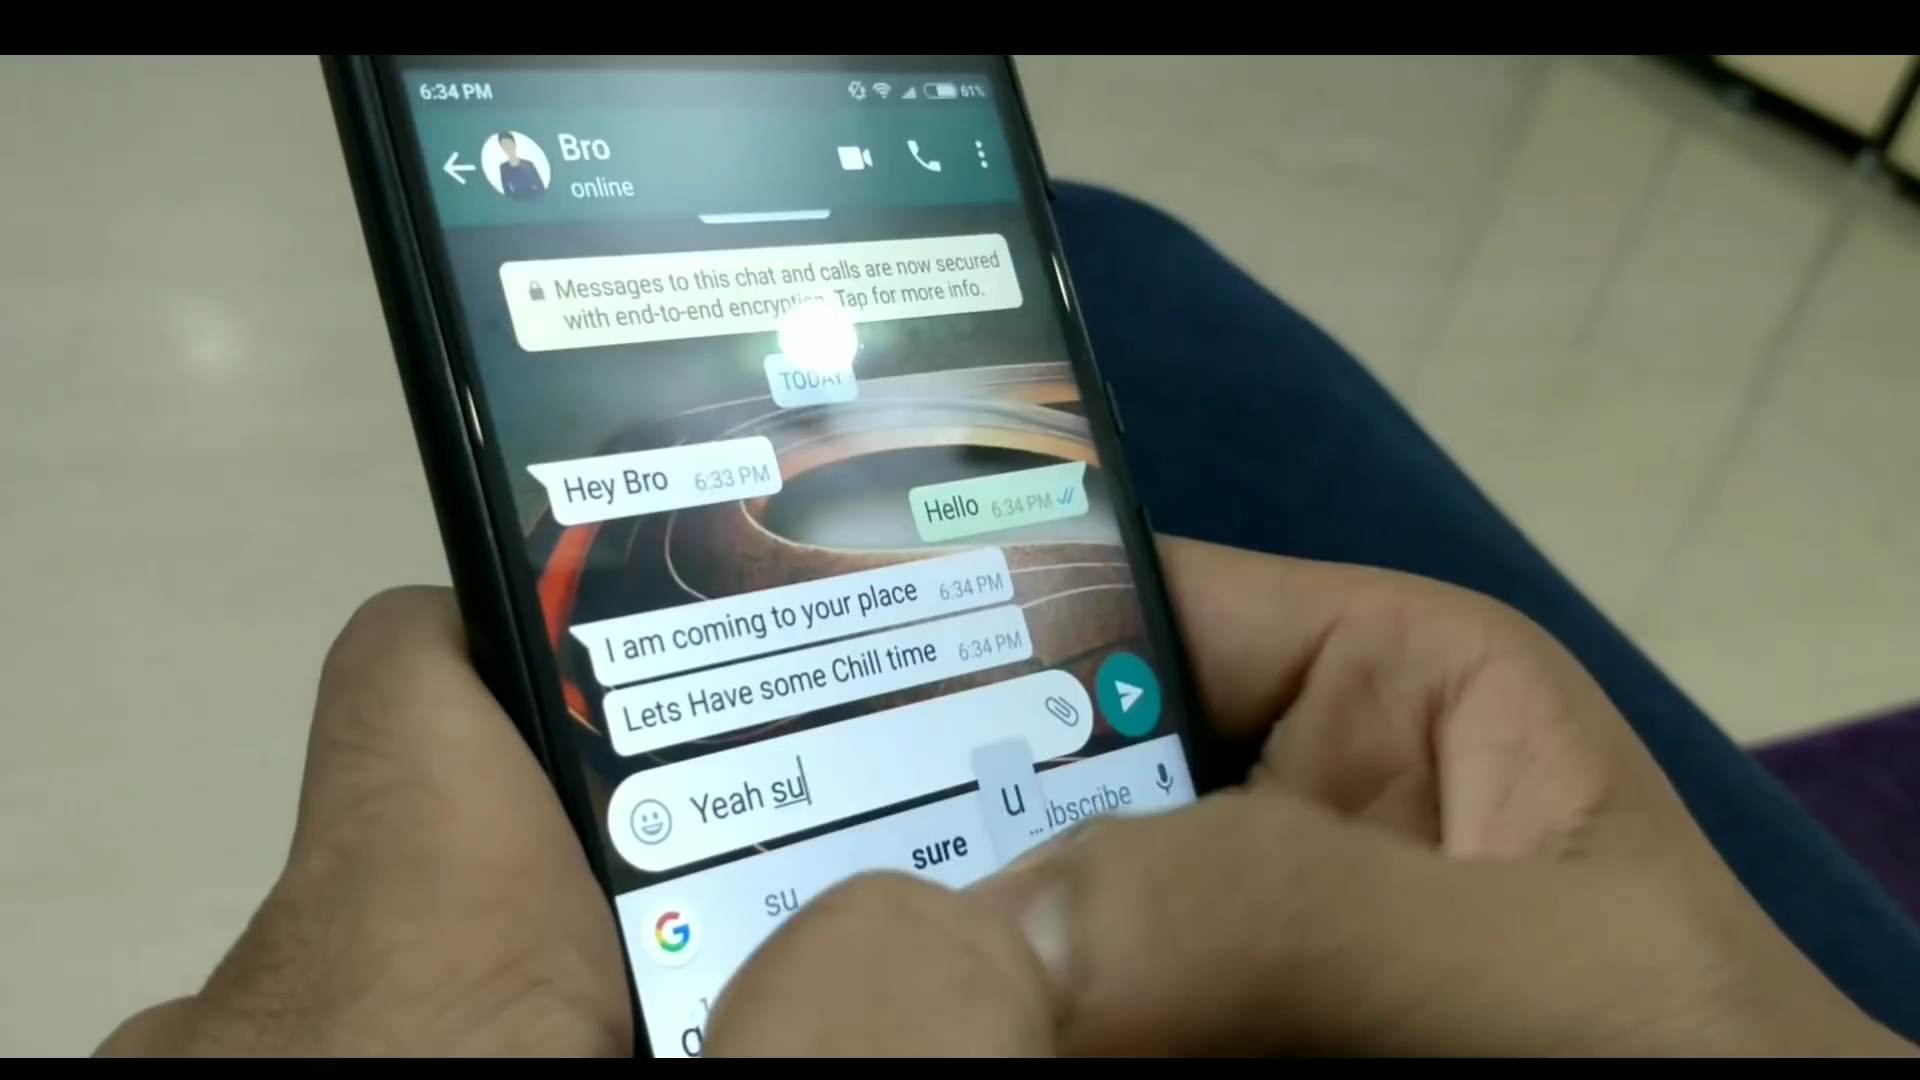 6:34 PM
61%
Bro
online
Messages to this chat and calls are now secured
with end-to-end encryption. Tap for more info.
TODAY
Hey Bro 6:33 PM
Hello 6:34 PM
I am coming to your place 6:34 PM
Lets Have some Chill time 6:34 PM
Yeah su
u
su sure
G